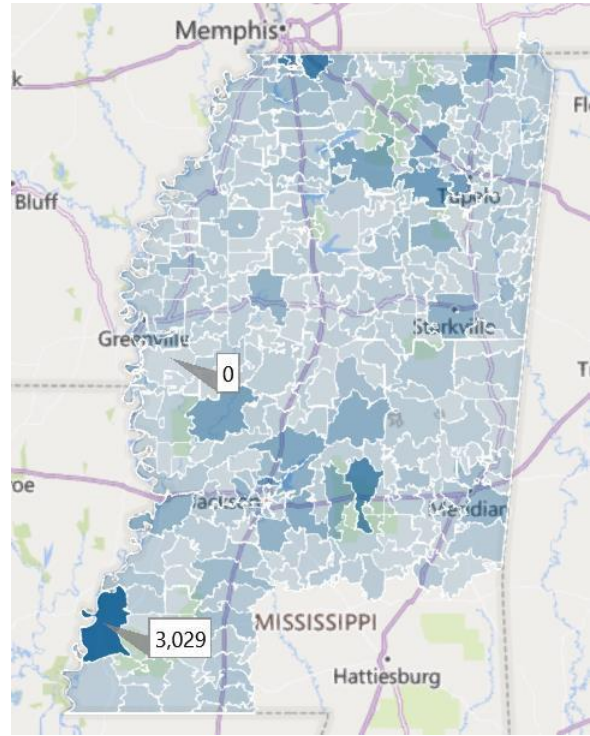 Memphis
k
Fl
Tupelo
Bluff
Starkville
Greenville
0
T
oe
Jackson
Meridian
3,029
MISSISSIPPI
Hattiesburg